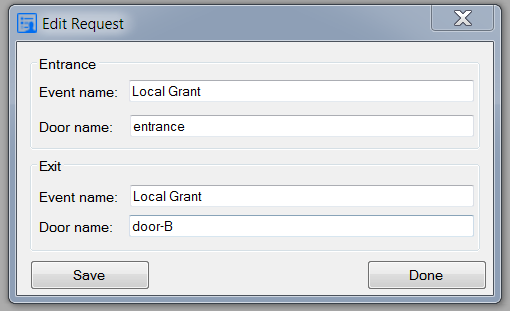 Edit Request
Entrance
Event name: Local Grant
Door name: entrance
Exit
Event name: Local Grant
Door name: door-B
Save Done